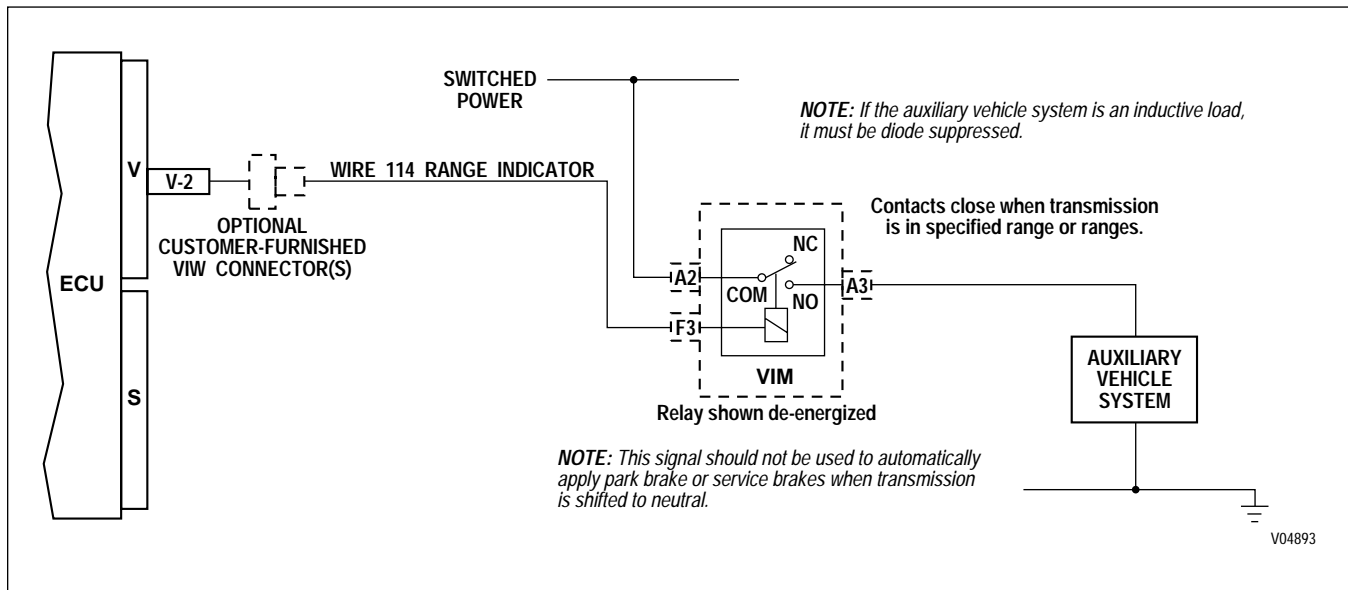 SWITCHED
POWER
NOTE: If the auxiliary vehicle system is an inductive load,
it must be diode suppressed.
V
V-2
WIRE 114 RANGE INDICATOR
OPTIONAL
CUSTOMER-FURNISHED
VIW CONNECTOR(S)
ECU
S
Contacts close when transmission
is in specified range or ranges.
NC
A2
COM
NO
A3
F3
VIM
Relay shown de-energized
AUXILIARY
VEHICLE
SYSTEM
NOTE: This signal should not be used to automatically
apply park brake or service brakes when transmission
is shifted to neutral.
V04893